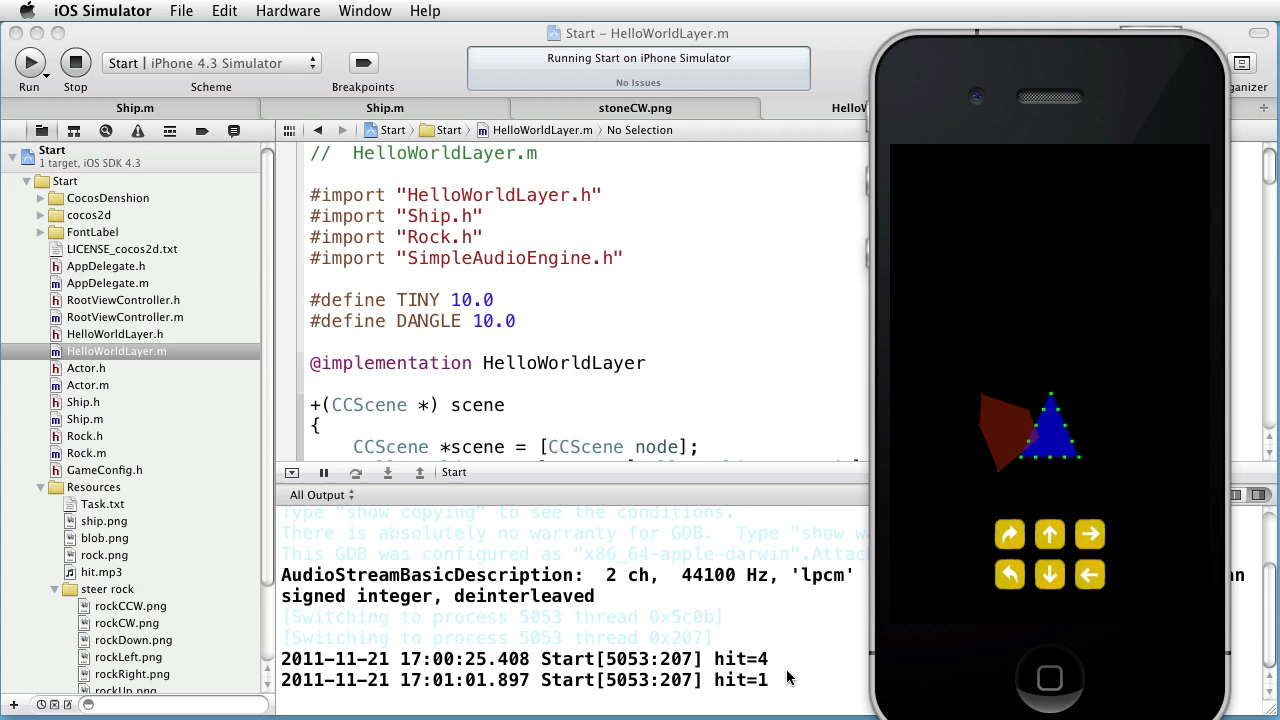 iOS Simulator File Edit Hardware Window Help
Start – HelloWorldLayer.m
Start | iPhone 4.3 Simulator
Running Start on iPhone Simulator
No Issues
Run Stop Scheme Breakpoints ganizer
Ship.m Ship.m stoneCW.png HelloW
Start Start HelloWorldLayer.m No Selection
Start
1 target, iOS SDK 4.3
Start
CocosDenshion
cocos2d
FontLabel
LICENSE_cocos2d.txt
AppDelegate.h
AppDelegate.m
RootViewController.h
RootViewController.m
HelloWorldLayer.h
HelloWorldLayer.m
Actor.h
Actor.m
Ship.h
Ship.m
Rock.h
Rock.m
GameConfig.h
Resources
Task.txt
ship.png
blob.png
rock.png
hit.mp3
steer rock
rockCCW.png
rockCW.png
rockDown.png
rockLeft.png
rockRight.png
rockUp.png
// HelloWorldLayer.m
#import "HelloWorldLayer.h"
#import "Ship.h"
#import "Rock.h"
#import "SimpleAudioEngine.h"
#define TINY 10.0
#define DANGLE 10.0
@implementation HelloWorldLayer
+(CCScene *) scene
{
CCScene *scene = [CCScene node];
Start
All Output
Type "show copying" to see the conditions.
There is absolutely no warranty for GDB. Type "show w
This GDB was configured as "x86_64-apple-darwin".Attac
AudioStreamBasicDescription: 2 ch, 44100 Hz, 'lpcm' an
signed integer, deinterleaved
[Switching to process 5053 thread 0x5c0b]
[Switching to process 5053 thread 0x207]
2011-11-21 17:00:25.408 Start[5053:207] hit=4
2011-11-21 17:01:01.897 Start[5053:207] hit=1